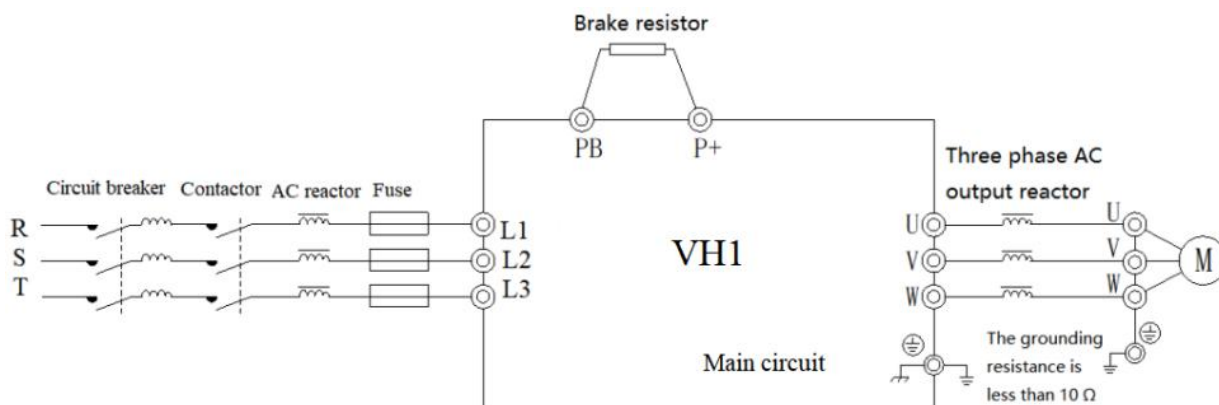 Brake resistor
PB P+
Three phase AC
output reactor
Circuit breaker Contactor AC reactor Fuse
R L1 U U
S L2 VH1 V V M
T L3 W W
The grounding
Main circuit resistance is
less than 10 Ω